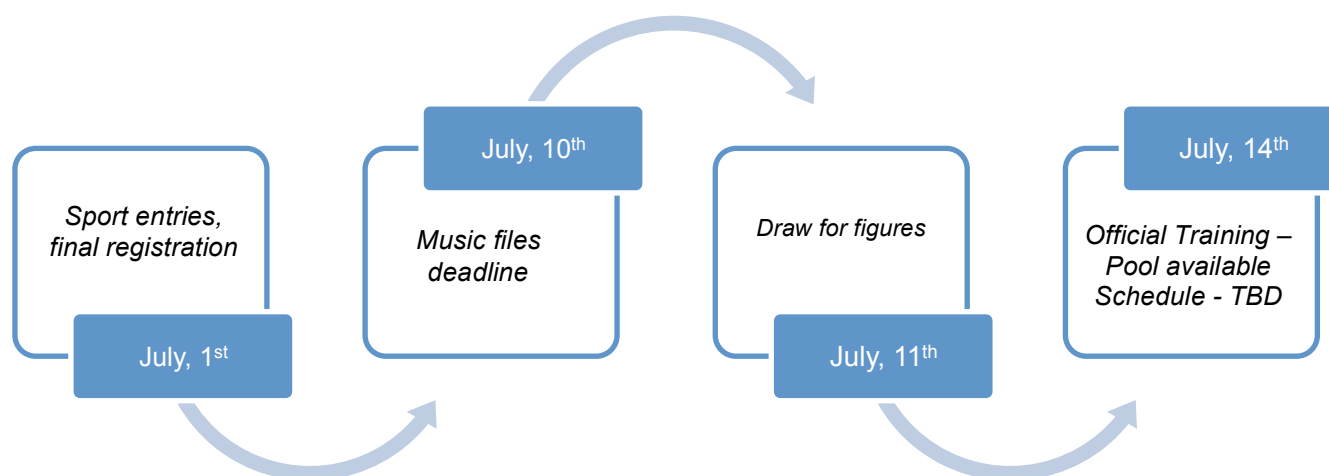 Sport entries,
final registration
July, 1st
July, 10th
Music files
deadline
Draw for figures
July, 11th
July, 14th
Official Training –
Pool available
Schedule - TBD